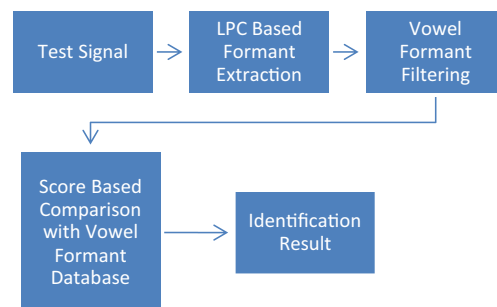 Test Signal
LPC Based
Formant
Extraction
Vowel
Formant
Filtering
Score Based
Comparison
with Vowel
Formant
Database
Identification
Result